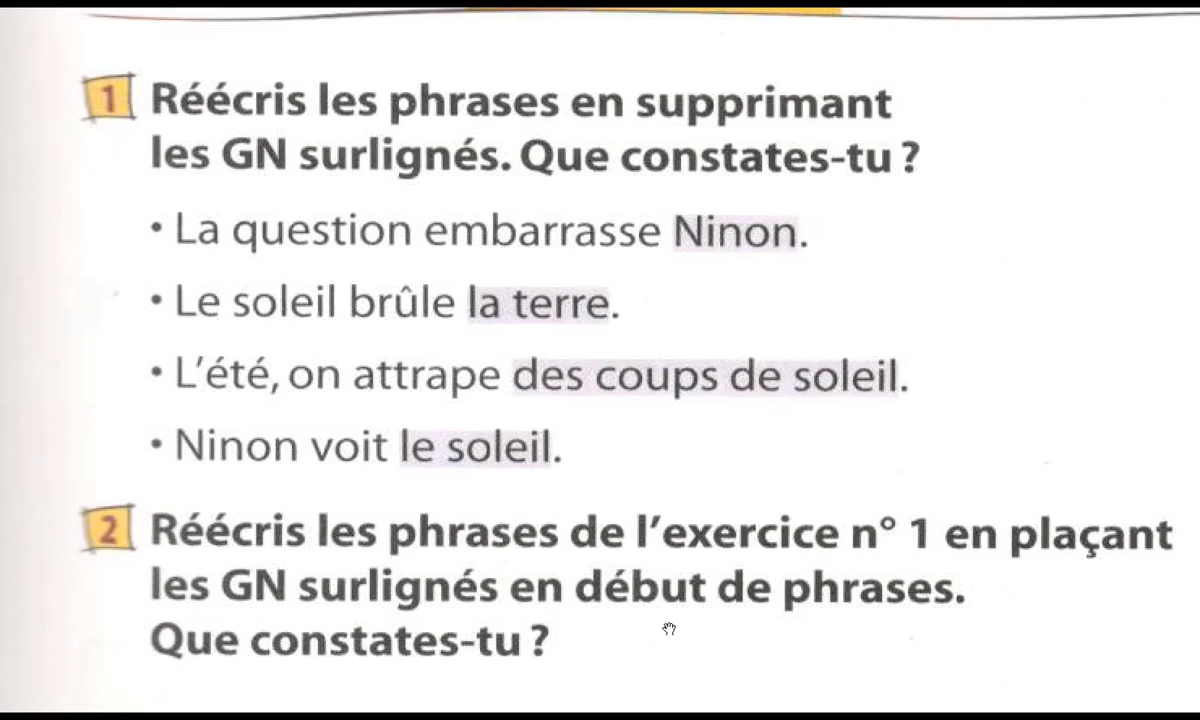 1 Réécris les phrases en supprimant
les GN surlignés. Que constates-tu ?
• La question embarrasse Ninon.
• Le soleil brûle la terre.
• L'été, on attrape des coups de soleil.
• Ninon voit le soleil.
2 Réécris les phrases de l'exercice n° 1 en plaçant
les GN surlignés en début de phrases.
Que constates-tu ?